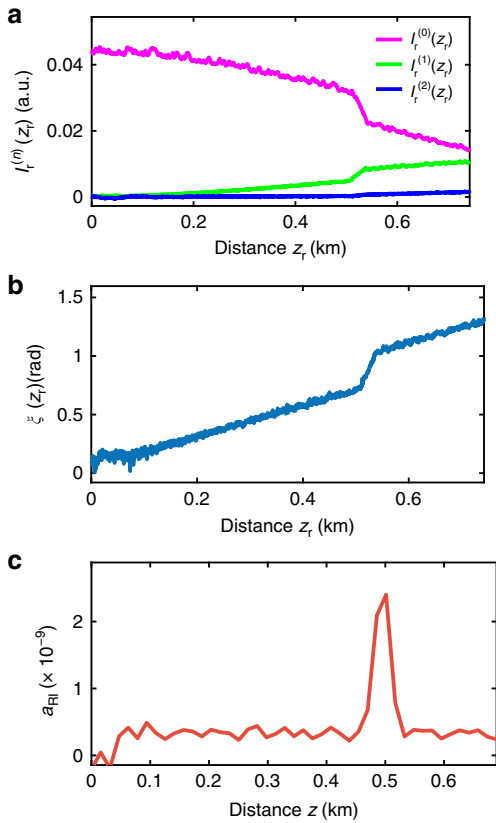 a
I_r^(n)(z_r) (a.u.)
0.04
0.02
0
I_r^(0)(z_r)
I_r^(1)(z_r)
I_r^(2)(z_r)
0 0.2 0.4 0.6
Distance z_r (km)
b
ξ (z_r)(rad)
1.5
1
0.5
0
0 0.2 0.4 0.6
Distance z_r (km)
c
a_RI (× 10⁻⁹)
2
1
0
0 0.1 0.2 0.3 0.4 0.5 0.6
Distance z (km)